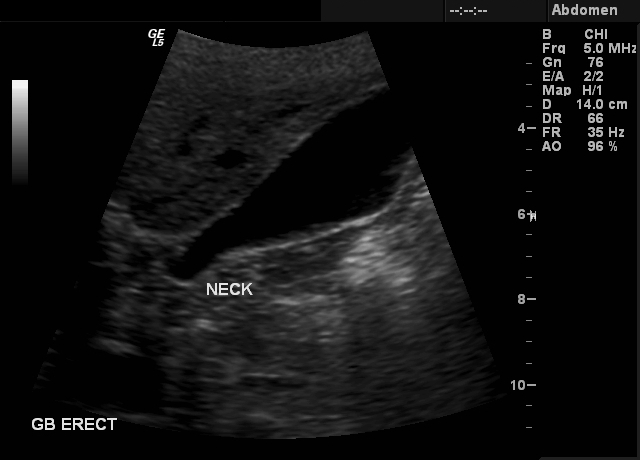 --:--:--
Abdomen
GE
L5
B CHI
Frq 5.0 MHz
Gn 76
E/A 2/2
Map H/1
D 14.0 cm
DR 66
FR 35 Hz
AO 96 %
4
6
8
10
NECK
GB ERECT